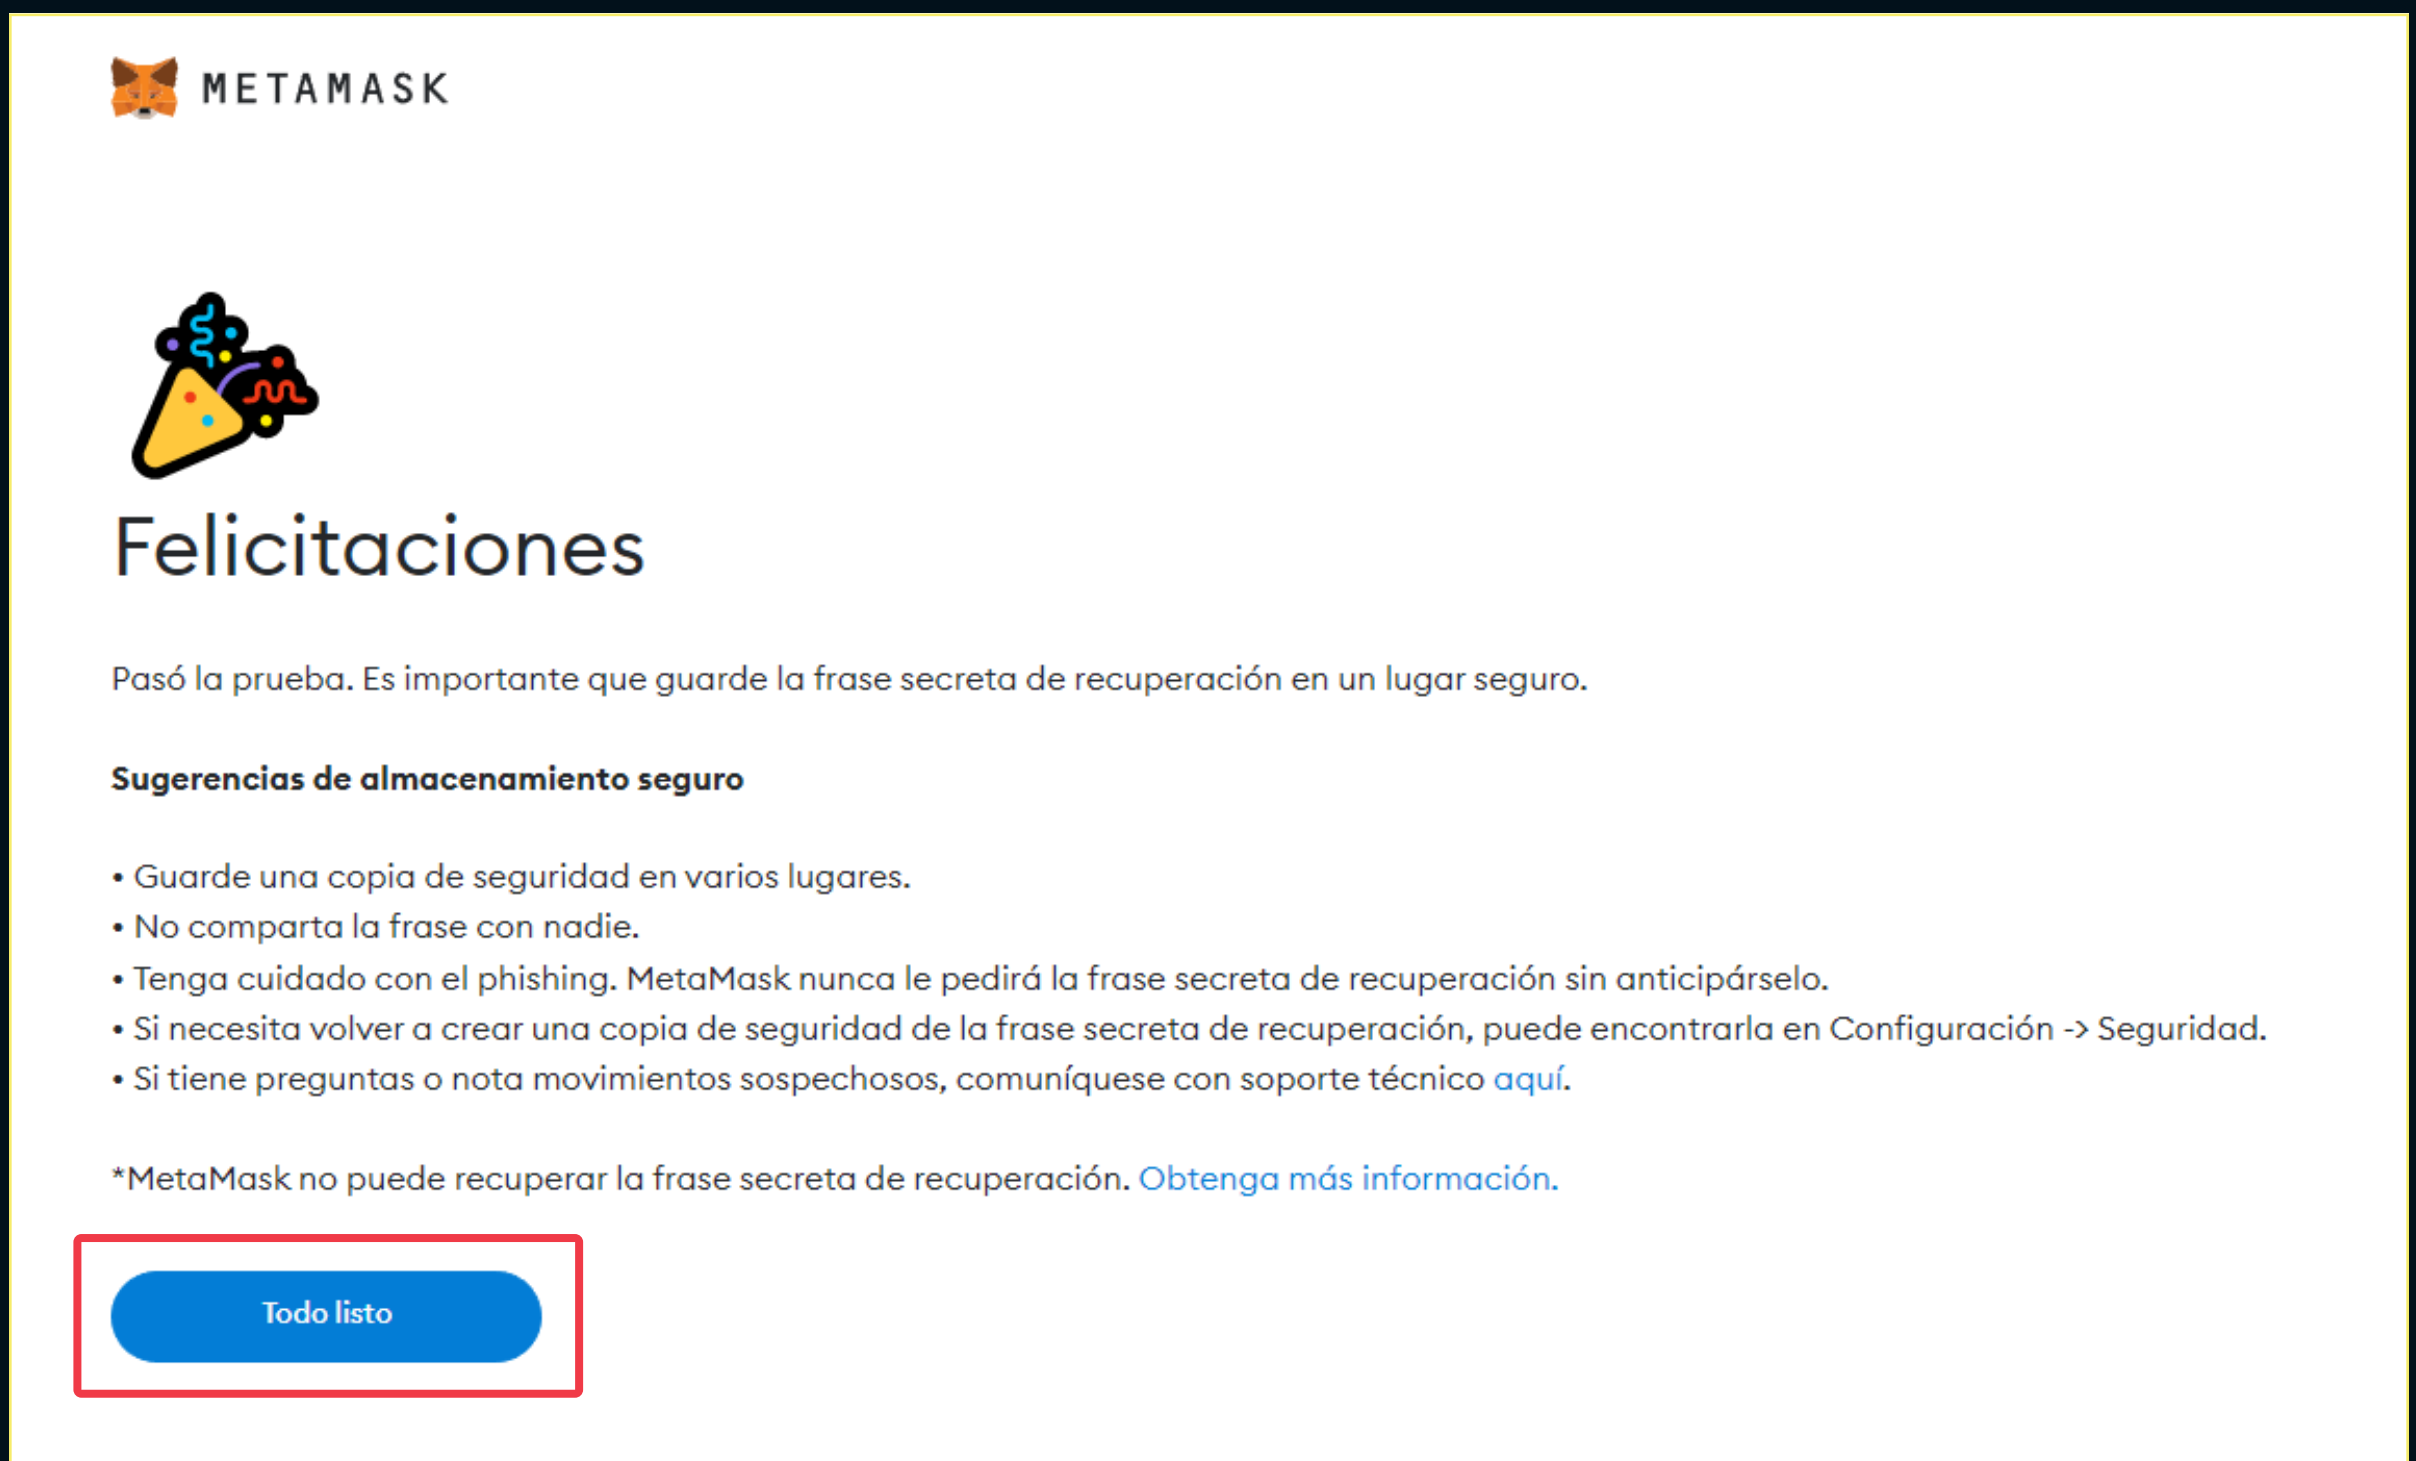 METAMASK
Felicitaciones
Pasó la prueba. Es importante que guarde la frase secreta de recuperación en un lugar seguro.
Sugerencias de almacenamiento seguro
• Guarde una copia de seguridad en varios lugares.
• No comparta la frase con nadie.
• Tenga cuidado con el phishing. MetaMask nunca le pedirá la frase secreta de recuperación sin anticipárselo.
• Si necesita volver a crear una copia de seguridad de la frase secreta de recuperación, puede encontrarla en Configuración -> Seguridad.
• Si tiene preguntas o nota movimientos sospechosos, comuníquese con soporte técnico aquí.
*MetaMask no puede recuperar la frase secreta de recuperación. Obtenga más información.
Todo listo